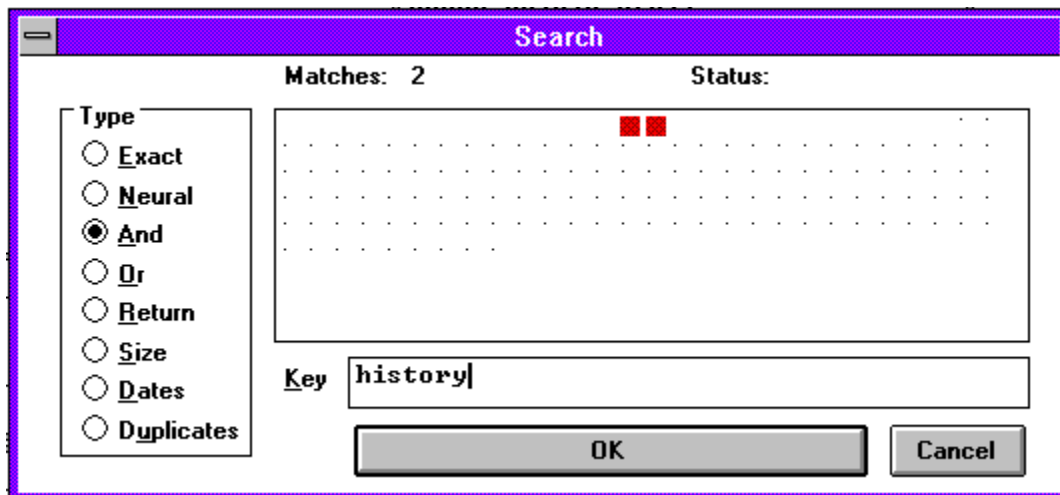 Search
Matches: 2 Status:
Type
Exact
Neural
And
Or
Return
Size
Dates
Duplicates
Key history
OK Cancel